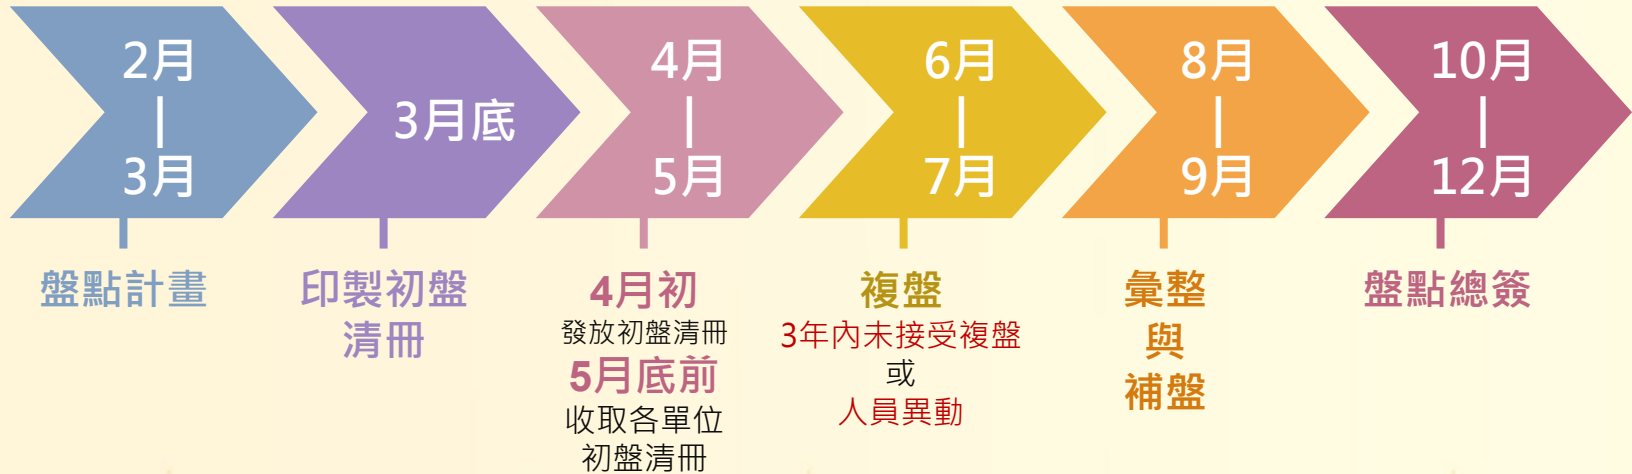 2月
|
3月
3月底
4月
|
5月
6月
|
7月
8月
|
9月
10月
|
12月
盤點計畫
印製初盤
清冊
4月初
發放初盤清冊
5月底前
收取各單位
初盤清冊
複盤
3年內未接受複盤
或
人員異動
彙整
與
補盤
盤點總簽